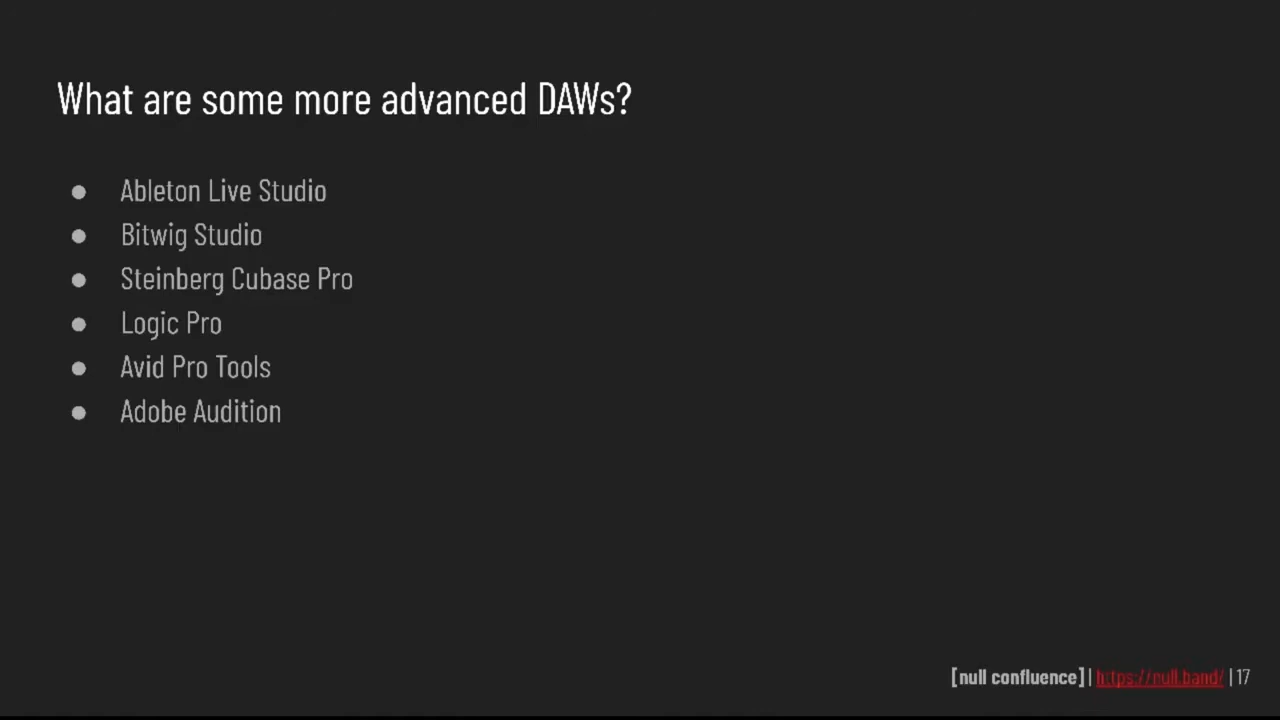 What are some more advanced DAWs?
● Ableton Live Studio
● Bitwig Studio
● Steinberg Cubase Pro
● Logic Pro
● Avid Pro Tools
● Adobe Audition
[null confluence] | https://null.band/ | 17